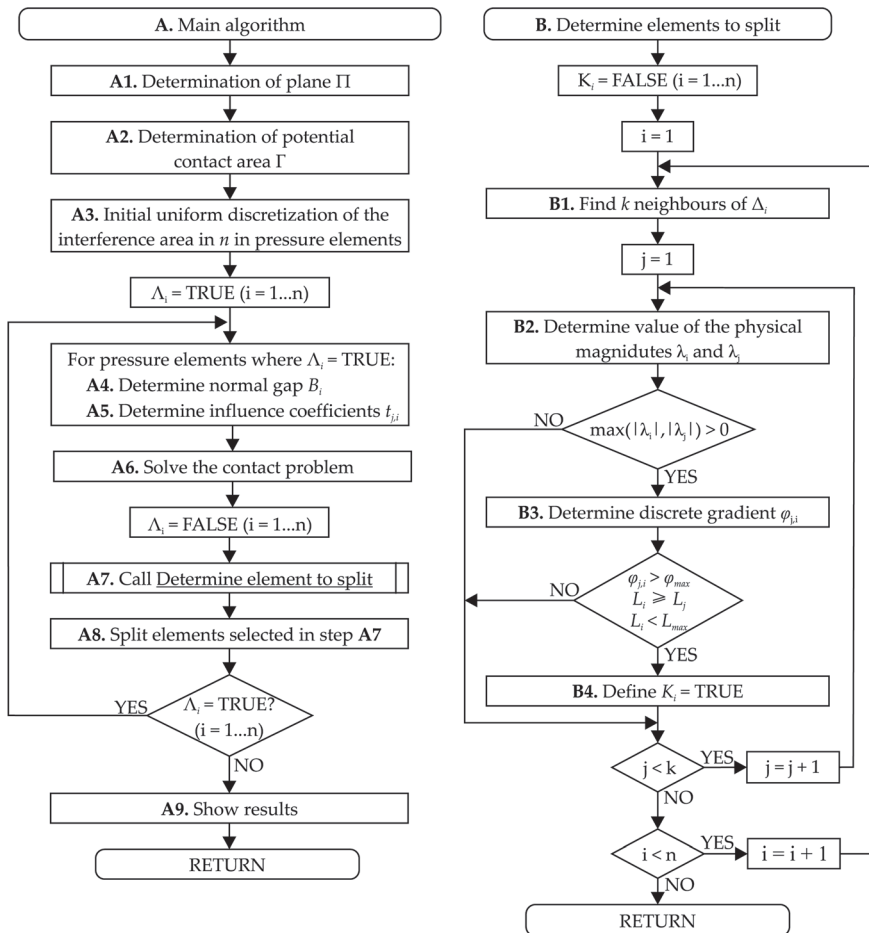 A. Main algorithm
A1. Determination of plane Π
A2. Determination of potential
contact area Γ
A3. Initial uniform discretization of the
interference area in n in pressure elements
Λi = TRUE (i = 1...n)
For pressure elements where Λi = TRUE:
A4. Determine normal gap Bi
A5. Determine influence coefficients tj,i
A6. Solve the contact problem
Λi = FALSE (i = 1...n)
A7. Call Determine element to split
A8. Split elements selected in step A7
YES
Λi = TRUE?
(i = 1...n)
NO
A9. Show results
RETURN
B. Determine elements to split
Ki = FALSE (i = 1...n)
i = 1
B1. Find k neighbours of Δi
j = 1
B2. Determine value of the physical
magnidutes λi and λj
NO
max(|λi|,|λj|) > 0
YES
B3. Determine discrete gradient φj,i
NO
φj,i > φmax
Li ⩾ Lj
Li < Lmax
YES
B4. Define Ki = TRUE
j < k
YES
j = j + 1
NO
i < n
YES
i = i + 1
NO
RETURN